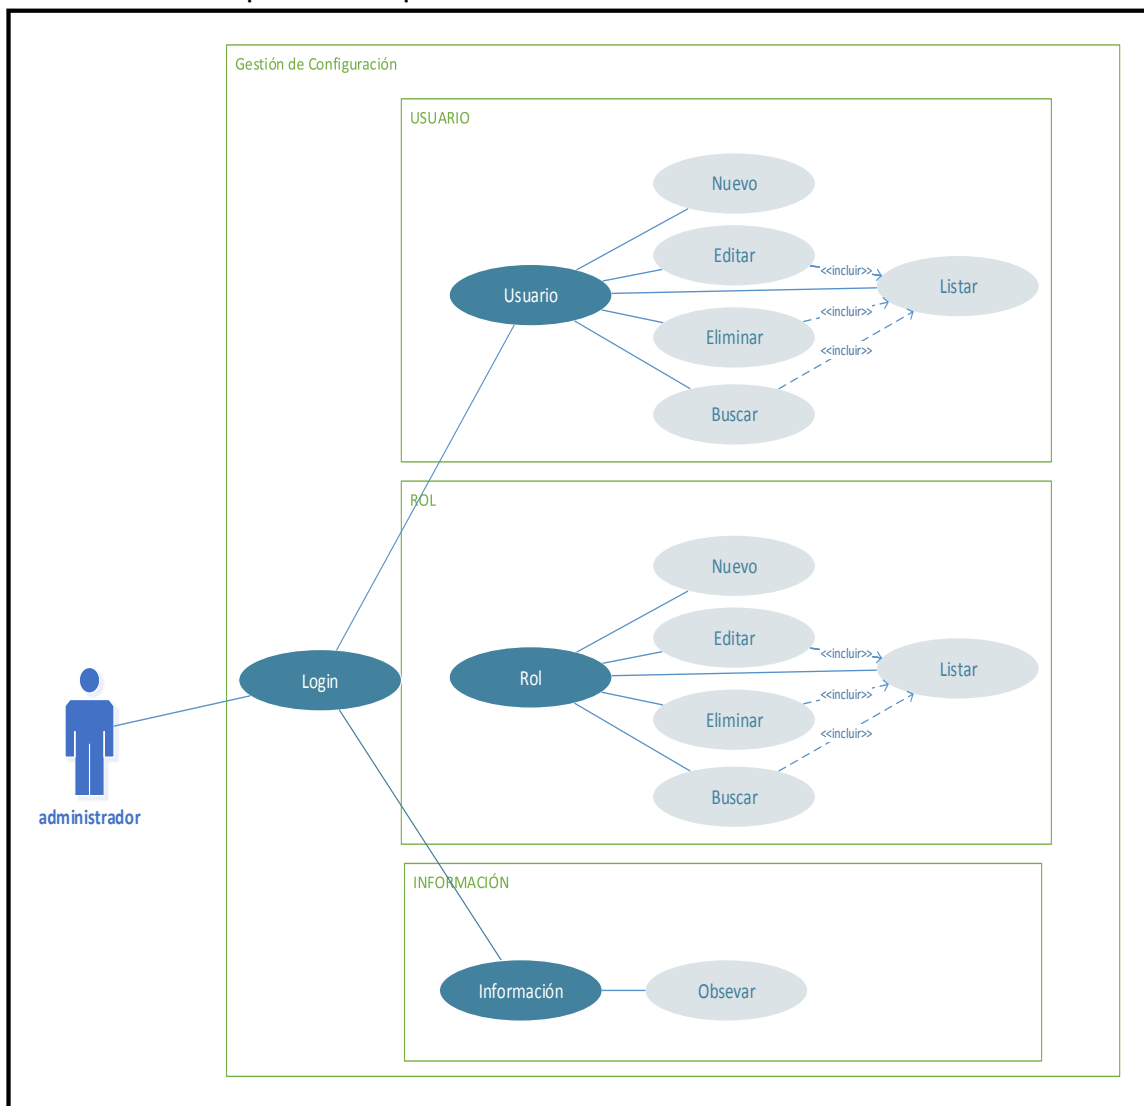 Gestión de Configuración
USUARIO
Nuevo
Editar
<<incluir>>
Usuario
Listar
<<incluir>>
Eliminar
<<incluir>>
Buscar
ROL
Nuevo
Editar
<<incluir>>
Login
Rol
Listar
<<incluir>>
Eliminar
<<incluir>>
Buscar
administrador
INFORMACIÓN
Información
Obsevar